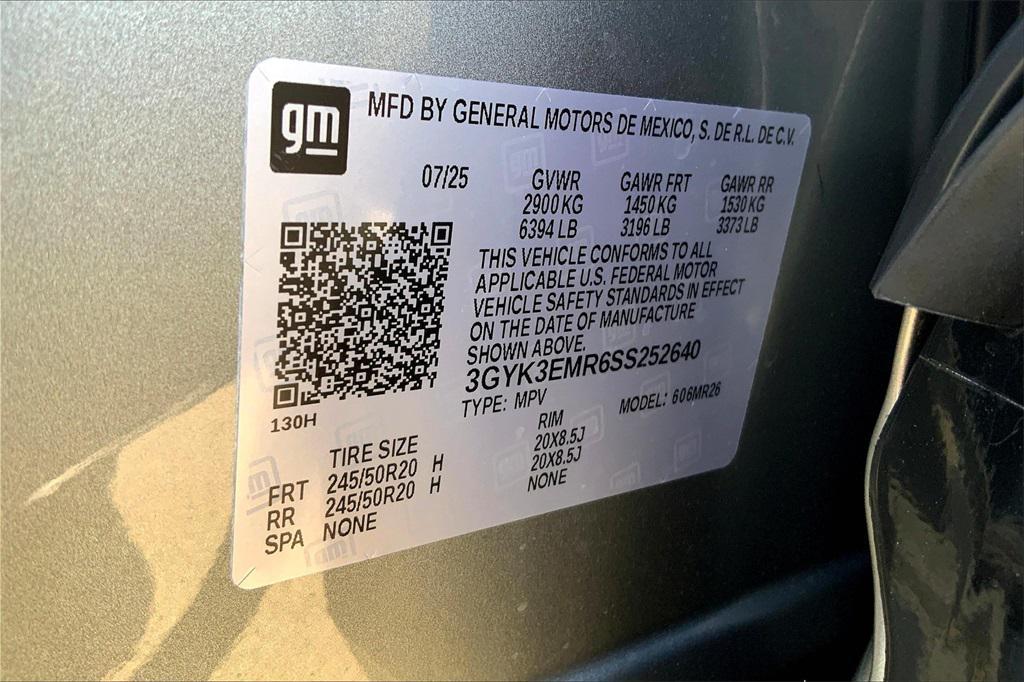 gm
MFD BY GENERAL MOTORS DE MEXICO, S. DE R.L. DE C.V.
07/25 GVWR GAWR FRT GAWR RR
2900 KG 1450 KG 1530 KG
6394 LB 3196 LB 3373 LB
THIS VEHICLE CONFORMS TO ALL
APPLICABLE U.S. FEDERAL MOTOR
VEHICLE SAFETY STANDARDS IN EFFECT
ON THE DATE OF MANUFACTURE
SHOWN ABOVE.
3GYK3EMR6SS252640
130H
TYPE: MPV MODEL: 606MR26
TIRE SIZE RIM
FRT 245/50R20 H 20X8.5J
RR 245/50R20 H 20X8.5J
SPA NONE NONE